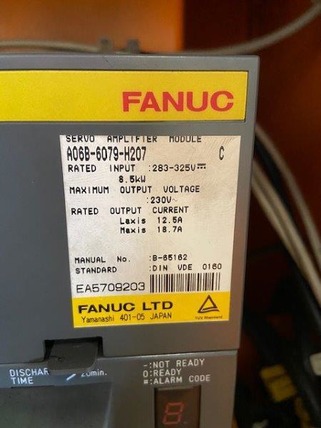 FANUC
SERVO AMPLIFIER MODULE
A06B-6079-H207 C
RATED INPUT :283-325V⎓
8.5kW
MAXIMUM OUTPUT VOLTAGE
:230V~
RATED OUTPUT CURRENT
Laxis 12.5A
Maxis 18.7A
MANUAL No. :B-65162
STANDARD :DIN VDE 0160
EA5709203
FANUC LTD
Yamanashi 401-05 JAPAN
DISCHAR
TIME /20min.
-:NOT READY
0:READY
#:ALARM CODE
8.